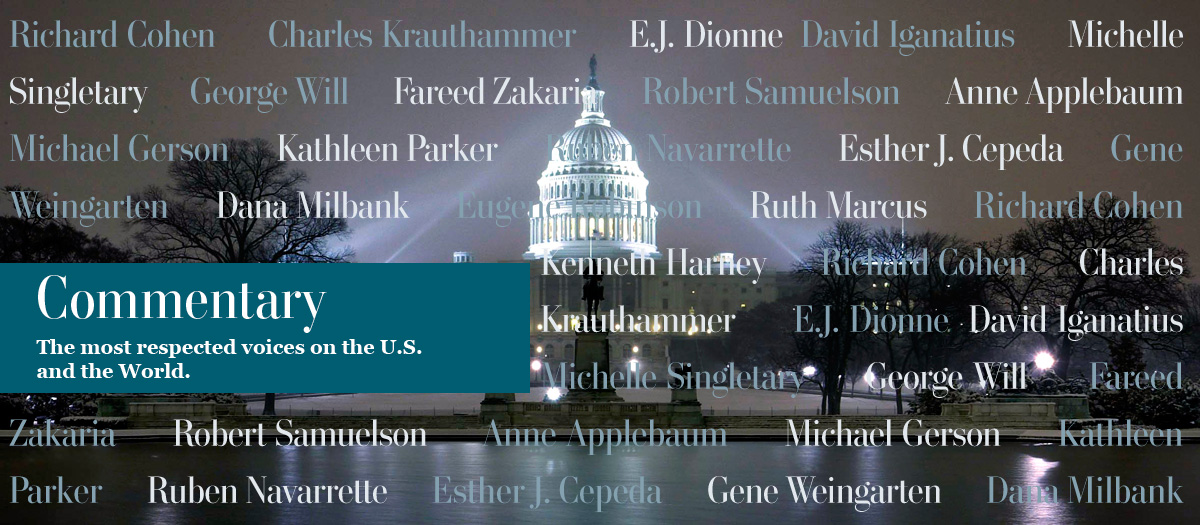 Richard Cohen Charles Krauthammer E.J. Dionne David Iganatius Michelle
Singletary George Will Fareed Zakaria Robert Samuelson Anne Applebaum
Michael Gerson Kathleen Parker Navarrette Esther J. Cepeda Gene
Weingarten Dana Milbank Ruth Marcus Richard Cohen
Kenneth Harney Richard Cohen Charles
Krauthammer E.J. Dionne David Iganatius
Michelle Singletary George Will Fareed
Commentary
The most respected voices on the U.S.
and the World.
Zakaria Robert Samuelson Anne Applebaum Michael Gerson Kathleen
Parker Ruben Navarrette Esther J. Cepeda Gene Weingarten Dana Milbank